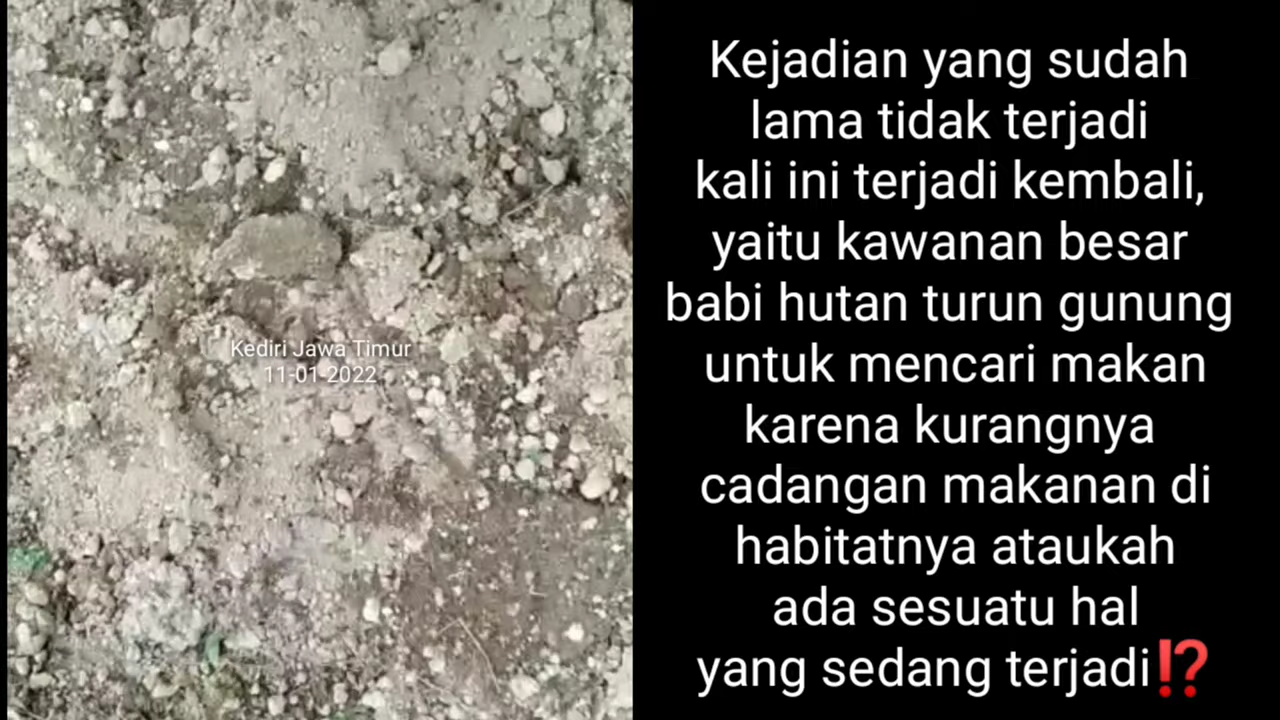 Kediri Jawa Timur
11-01-2022
Kejadian yang sudah
lama tidak terjadi
kali ini terjadi kembali,
yaitu kawanan besar
babi hutan turun gunung
untuk mencari makan
karena kurangnya
cadangan makanan di
habitatnya ataukah
ada sesuatu hal
yang sedang terjadi⁉️